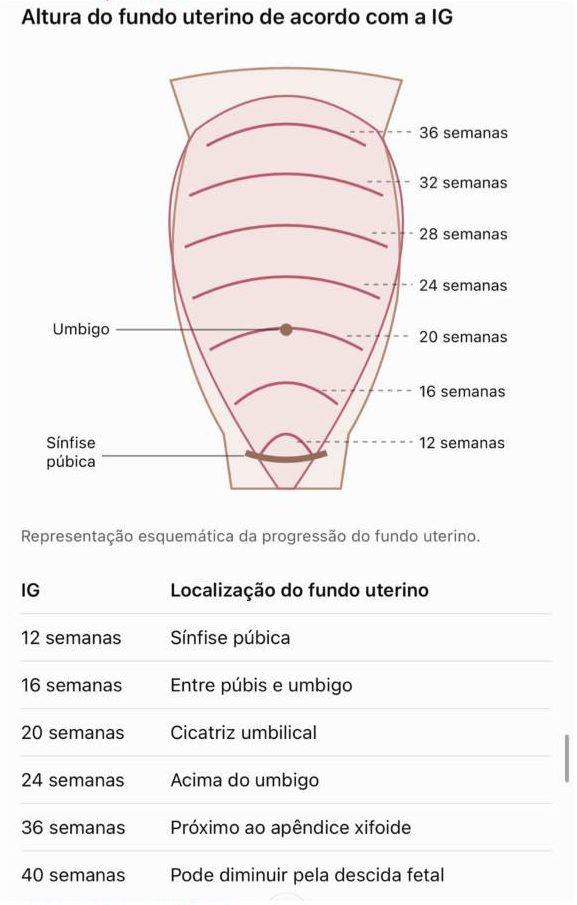 Altura do fundo uterino de acordo com a IG
36 semanas
32 semanas
28 semanas
24 semanas
Umbigo
20 semanas
16 semanas
Sínfise
púbica
12 semanas
Representação esquemática da progressão do fundo uterino.
IG Localização do fundo uterino
12 semanas Sínfise púbica
16 semanas Entre púbis e umbigo
20 semanas Cicatriz umbilical
24 semanas Acima do umbigo
36 semanas Próximo ao apêndice xifoide
40 semanas Pode diminuir pela descida fetal